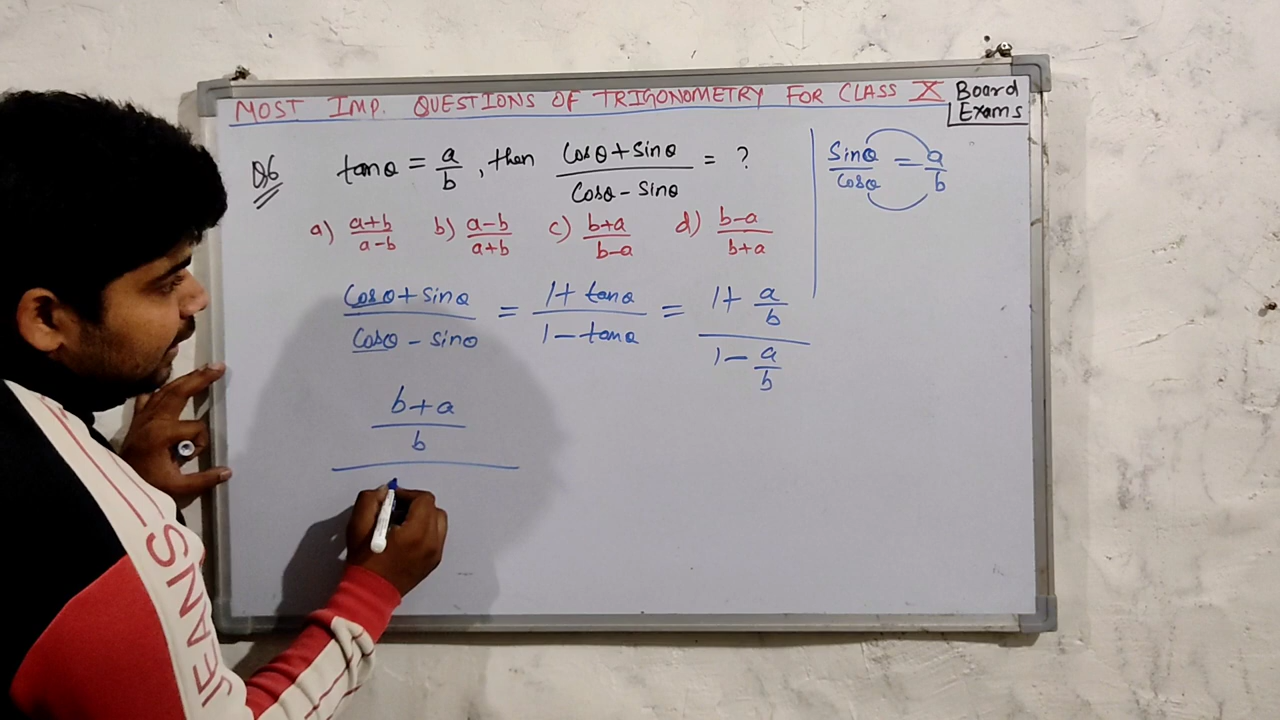 MOST IMP. QUESTIONS OF TRIGONOMETRY FOR CLASS X Board Exams
Q6 tanθ = a/b , then (Cosθ + Sinθ)/(Cosθ - Sinθ) = ?
Sinθ/Cosθ = a/b
a) (a+b)/(a-b) b) (a-b)/(a+b) c) (b+a)/(b-a) d) (b-a)/(b+a)
(Cosθ + Sinθ)/(Cosθ - Sinθ) = (1 + tanθ)/(1 - tanθ) = (1 + a/b)/(1 - a/b)
(b+a)/b
JEANS